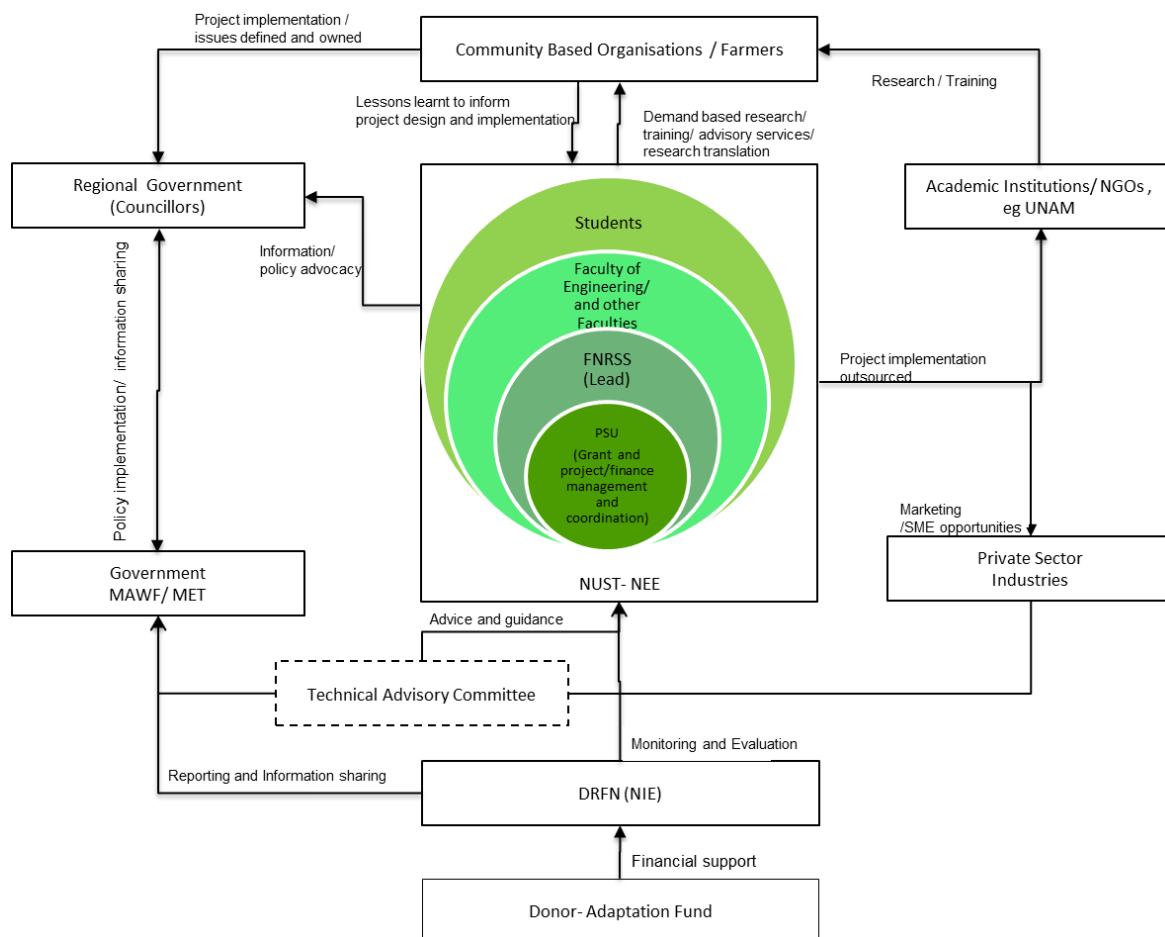 Project implementation /
issues defined and owned
Community Based Organisations / Farmers
Research / Training
Lessons learnt to inform
project design and implementation
Demand based research/
training/ advisory services/
research translation
Regional Government
(Councillors)
Academic Institutions/ NGOs ,
eg UNAM
Students
Information/
policy advocacy
Faculty of
Engineering/
and other
Faculties
Policy implementation/ information sharing
FNRSS
(Lead)
Project implementation
outsourced
PSU
(Grant and
project/finance
management
and
coordination)
Marketing
/SME opportunities
Government
MAWF/ MET
NUST- NEE
Private Sector
Industries
Advice and guidance
Technical Advisory Committee
Monitoring and Evaluation
Reporting and Information sharing
DRFN (NIE)
Financial support
Donor- Adaptation Fund